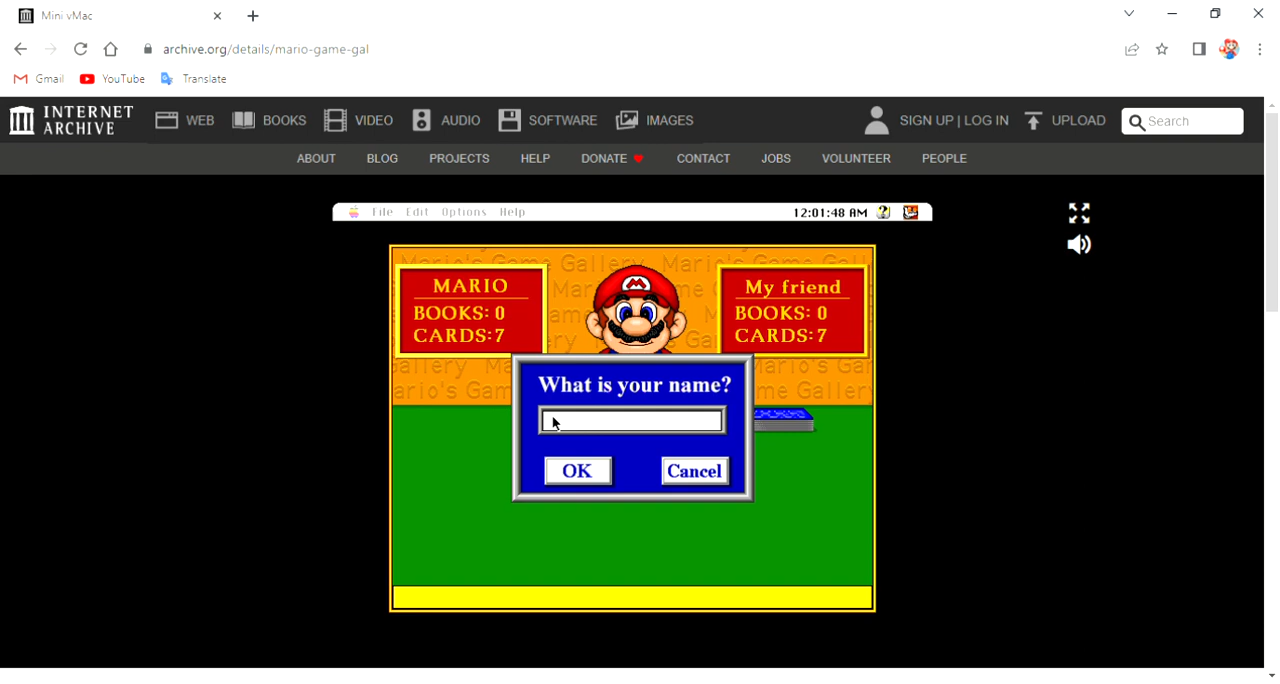 Mini vMac
archive.org/details/mario-game-gal
Gmail YouTube Translate
INTERNET ARCHIVE WEB BOOKS VIDEO AUDIO SOFTWARE IMAGES SIGN UP | LOG IN UPLOAD Search
ABOUT BLOG PROJECTS HELP DONATE CONTACT JOBS VOLUNTEER PEOPLE
File Edit Options Help 12:01:48 AM
MARIO
BOOKS: 0
CARDS:7
My friend
BOOKS: 0
CARDS:7
What is your name?
OK Cancel